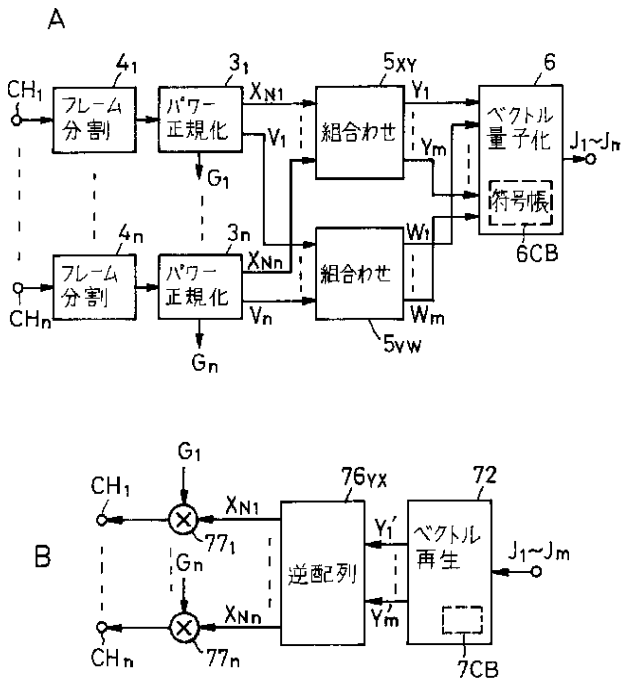 A
4₁
3₁
5XY
6
CH₁
フレーム
分割
パワー
正規化
XN1
V₁
G₁
組合わせ
Y₁
Ym
ベクトル
量子化
J₁~Jm
符号帳
6CB
4n
3n
CHn
フレーム
分割
パワー
正規化
XNn
Vn
Gn
組合わせ
W₁
Wm
5VW
B
G₁
76YX
72
CH₁
77₁
XN1
Y₁'
ベクトル
再生
J₁~Jm
Gn
逆配列
CHn
77n
XNn
Ym'
7CB